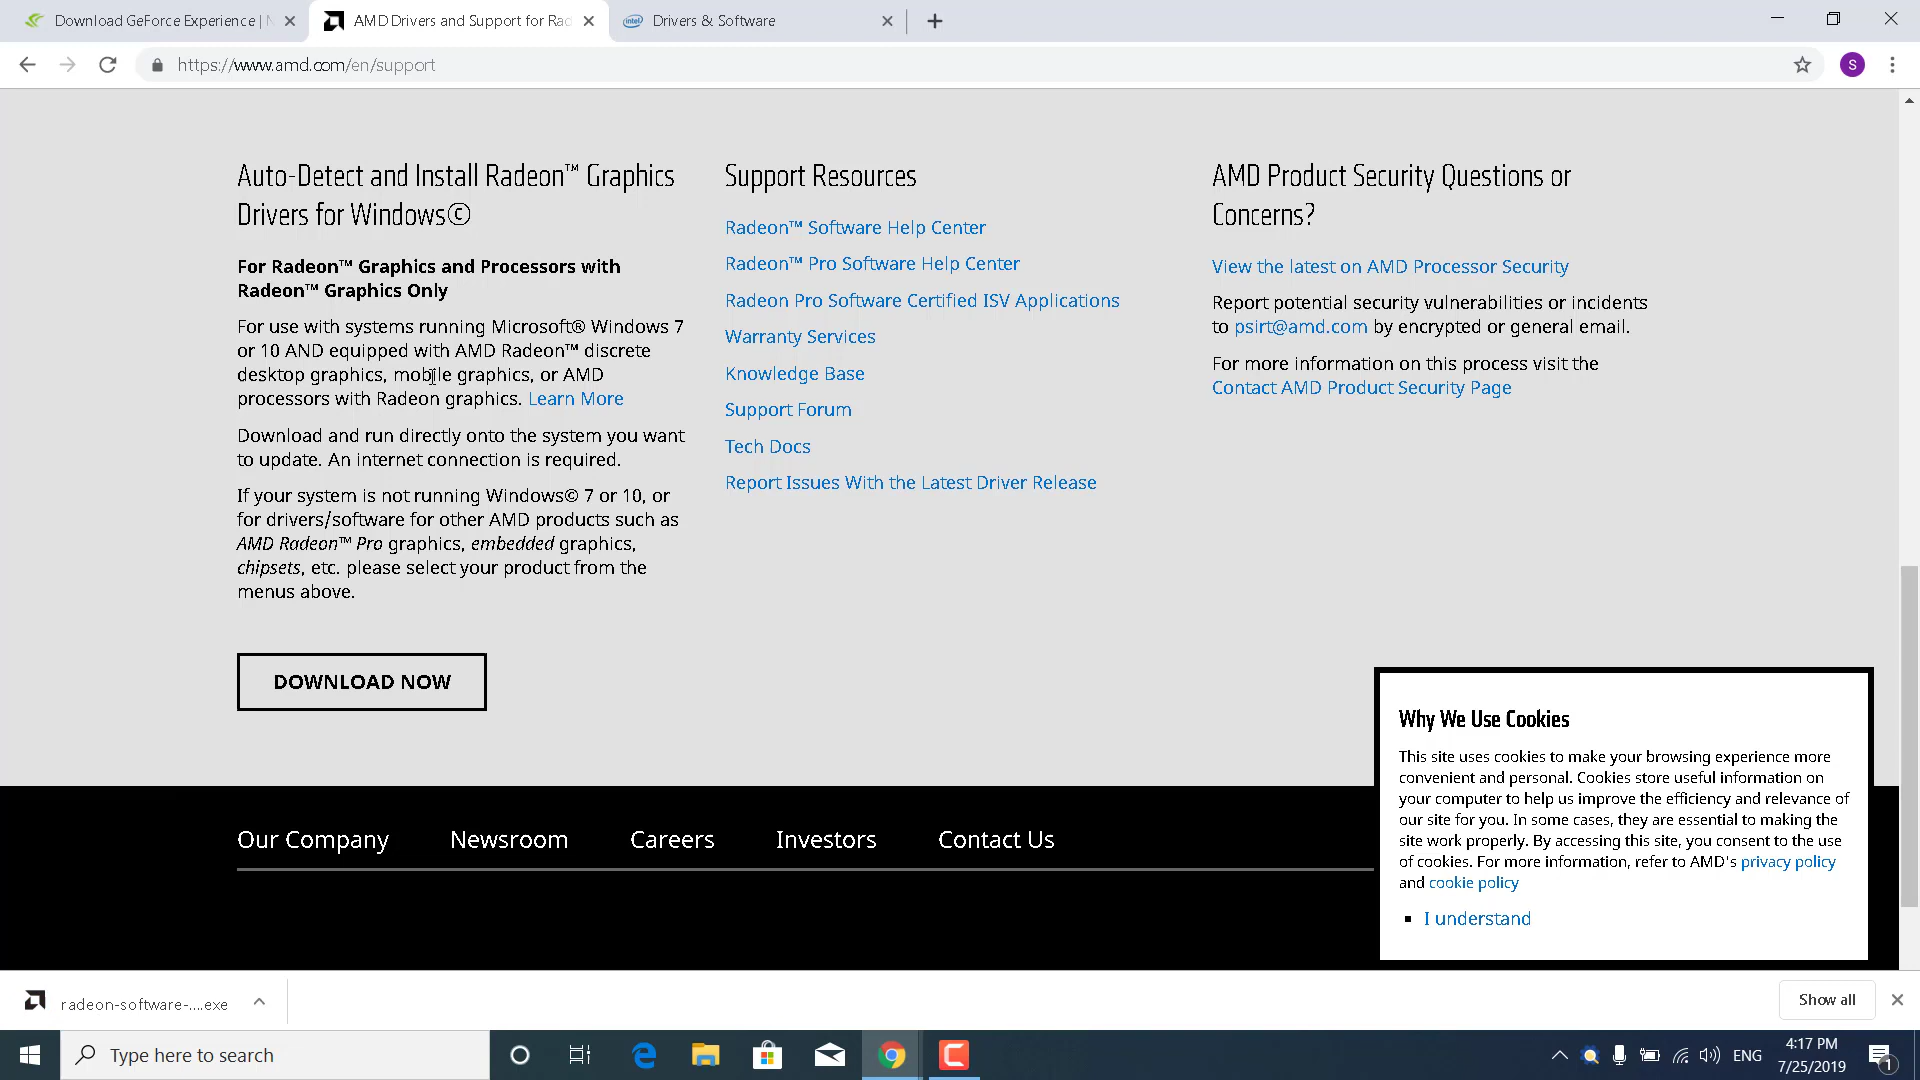 Download GeForce Experience | N
AMD Drivers and Support for Rad
intel
Drivers & Software
https://www.amd.com/en/support
S
Auto-Detect and Install Radeon™ Graphics
Drivers for Windows©
For Radeon™ Graphics and Processors with
Radeon™ Graphics Only
For use with systems running Microsoft® Windows 7
or 10 AND equipped with AMD Radeon™ discrete
desktop graphics, mobile graphics, or AMD
processors with Radeon graphics. Learn More
Download and run directly onto the system you want
to update. An internet connection is required.
If your system is not running Windows© 7 or 10, or
for drivers/software for other AMD products such as
AMD Radeon™ Pro graphics, embedded graphics,
chipsets, etc. please select your product from the
menus above.
DOWNLOAD NOW
Support Resources
Radeon™ Software Help Center
Radeon™ Pro Software Help Center
Radeon Pro Software Certified ISV Applications
Warranty Services
Knowledge Base
Support Forum
Tech Docs
Report Issues With the Latest Driver Release
AMD Product Security Questions or
Concerns?
View the latest on AMD Processor Security
Report potential security vulnerabilities or incidents
to psirt@amd.com by encrypted or general email.
For more information on this process visit the
Contact AMD Product Security Page
Why We Use Cookies
This site uses cookies to make your browsing experience more
convenient and personal. Cookies store useful information on
your computer to help us improve the efficiency and relevance of
our site for you. In some cases, they are essential to making the
site work properly. By accessing this site, you consent to the use
of cookies. For more information, refer to AMD's privacy policy
and cookie policy
I understand
Our Company Newsroom Careers Investors Contact Us
radeon-software-....exe
Show all
Type here to search
ENG
4:17 PM
7/25/2019
1